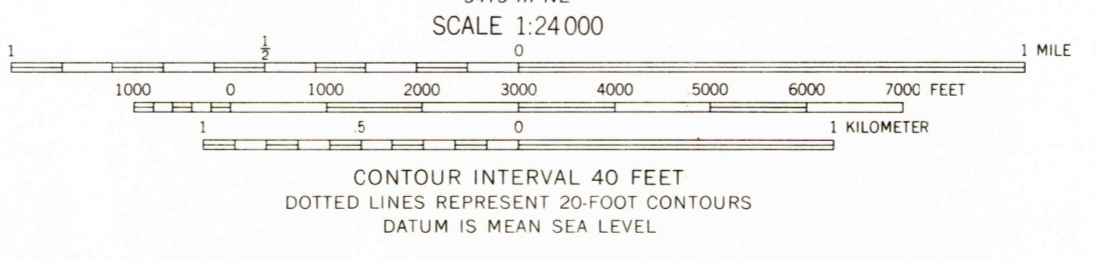 SCALE 1:24 000
1 ½ 0 1 MILE
1000 0 1000 2000 3000 4000 5000 6000 7000 FEET
1 .5 0 1 KILOMETER
CONTOUR INTERVAL 40 FEET
DOTTED LINES REPRESENT 20-FOOT CONTOURS
DATUM IS MEAN SEA LEVEL